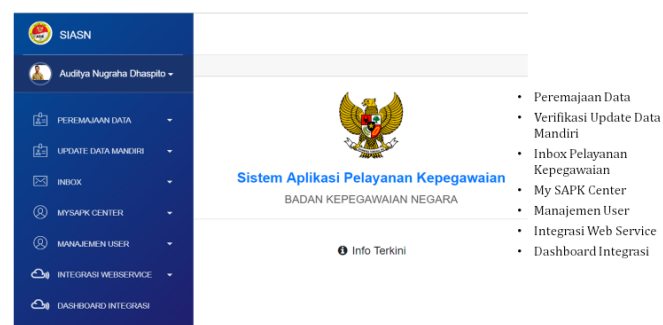 SIASN
Auditya Nugraha Dhaspito
PEREMAJAAN DATA
UPDATE DATA MANDIRI
INBOX
MYSAPK CENTER
MANAJEMEN USER
INTEGRASI WEBSERVICE
DASHBOARD INTEGRASI
Sistem Aplikasi Pelayanan Kepegawaian
BADAN KEPEGAWAIAN NEGARA
Info Terkini
• Peremajaan Data
• Verifikasi Update Data
Mandiri
• Inbox Pelayanan
Kepegawaian
• My SAPK Center
• Manajemen User
• Integrasi Web Service
• Dashboard Integrasi